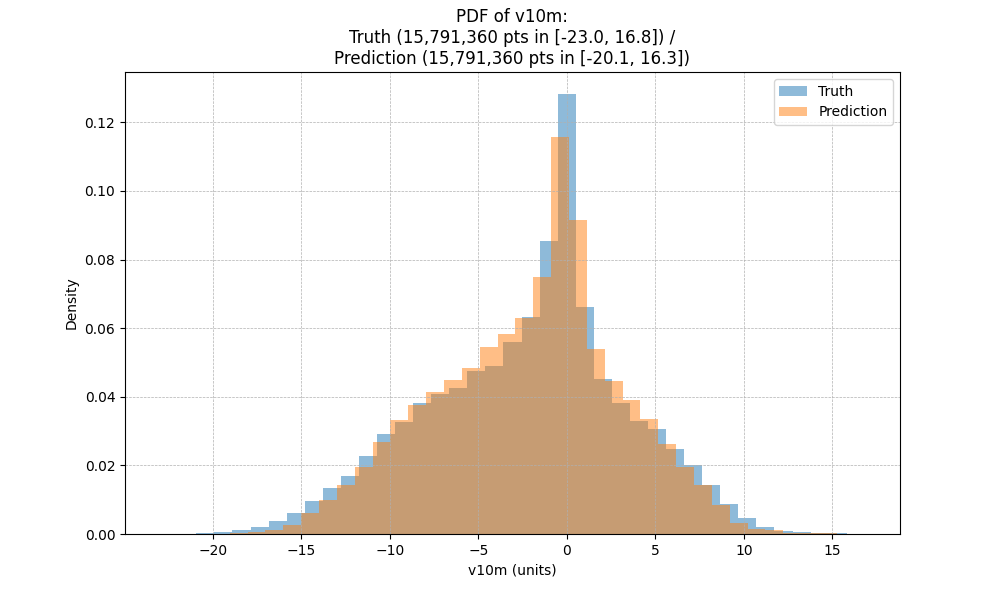 PDF of v10m:
Truth (15,791,360 pts in [-23.0, 16.8]) /
Prediction (15,791,360 pts in [-20.1, 16.3])
Truth
Prediction
0.12
0.10
0.08
0.06
0.04
0.02
0.00
Density
−20
−15
−10
−5
0
5
10
15
v10m (units)